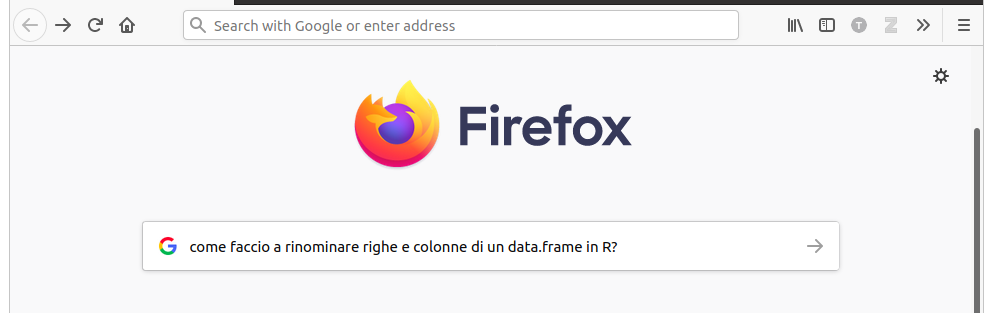 Search with Google or enter address
Firefox
come faccio a rinominare righe e colonne di un data.frame in R?